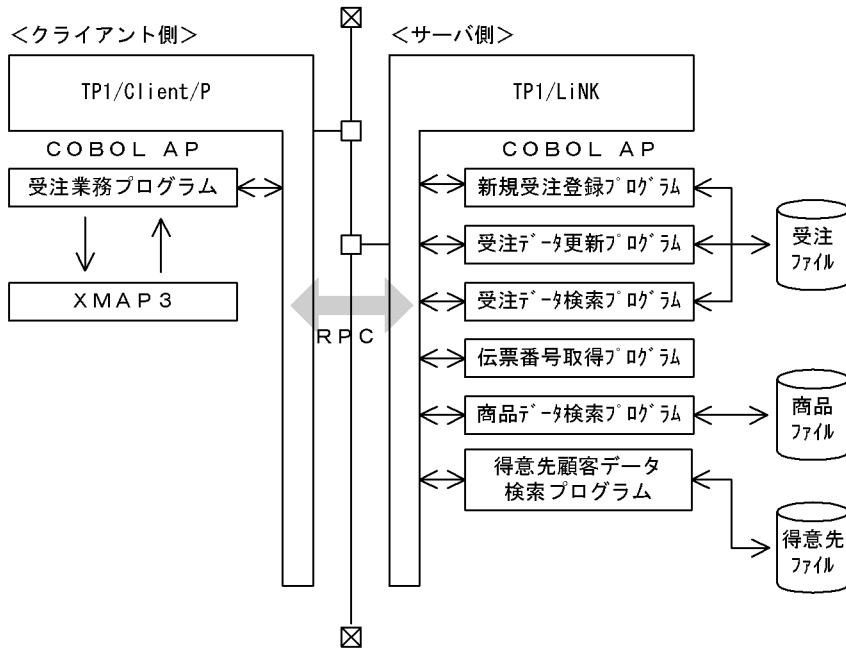 ＜クライアント側＞
TP1/Client/P
ＣＯＢＯＬ ＡＰ
受注業務プログラム
ＸＭＡＰ３
ＲＰＣ
＜サーバ側＞
TP1/LiNK
ＣＯＢＯＬ ＡＰ
新規受注登録ﾌﾟﾛｸﾞﾗﾑ
受注ﾃﾞｰﾀ更新ﾌﾟﾛｸﾞﾗﾑ
受注ﾃﾞｰﾀ検索ﾌﾟﾛｸﾞﾗﾑ
伝票番号取得ﾌﾟﾛｸﾞﾗﾑ
商品ﾃﾞｰﾀ検索ﾌﾟﾛｸﾞﾗﾑ
得意先顧客データ
検索プログラム
受注
ﾌｧｲﾙ
商品
ﾌｧｲﾙ
得意先
ﾌｧｲﾙ